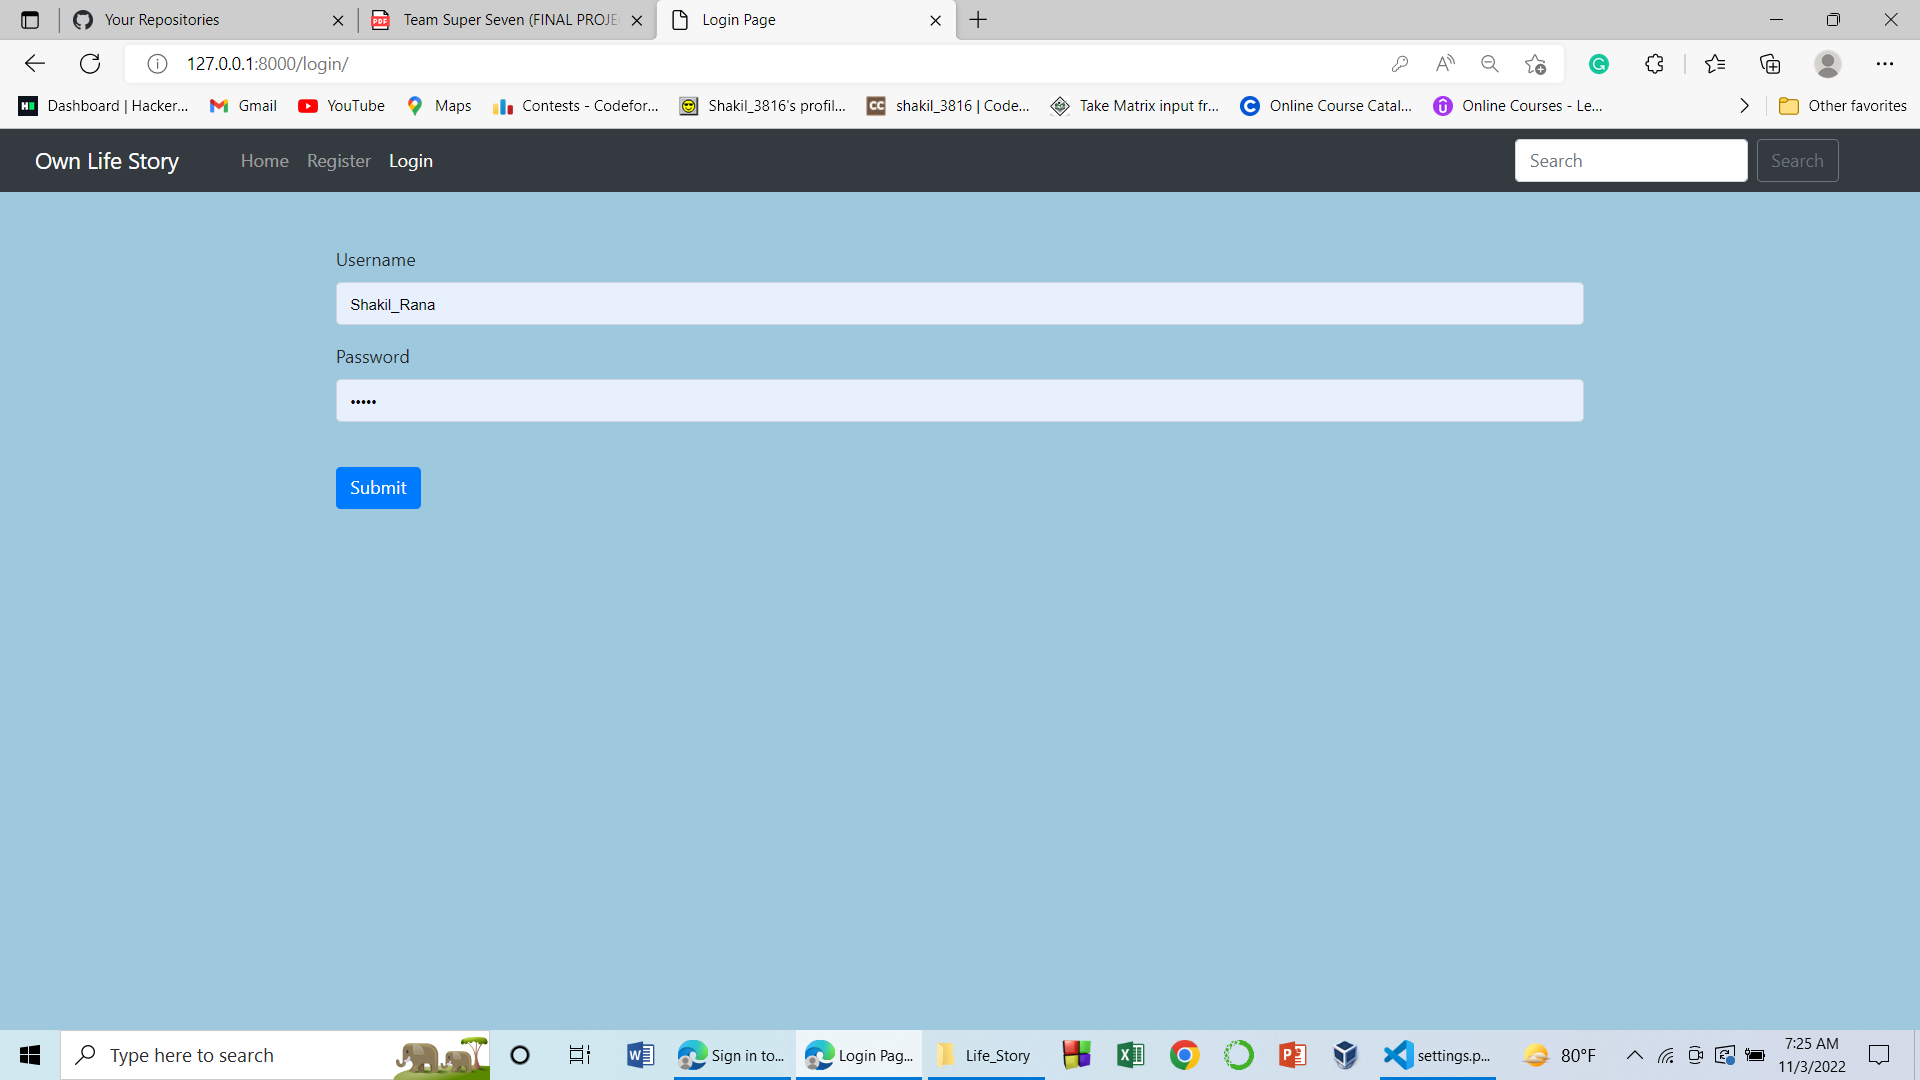 Your Repositories
Team Super Seven (FINAL PROJE
Login Page
127.0.0.1:8000/login/
Dashboard | Hacker...
Gmail
YouTube
Maps
Contests - Codefor...
Shakil_3816's profil...
shakil_3816 | Code...
Take Matrix input fr...
Online Course Catal...
Online Courses - Le...
Other favorites
Own Life Story
Home
Register
Login
Search
Search
Username
Shakil_Rana
Password
•••••
Submit
Type here to search
Sign in to...
Login Pag...
Life_Story
settings.p...
80°F
7:25 AM
11/3/2022